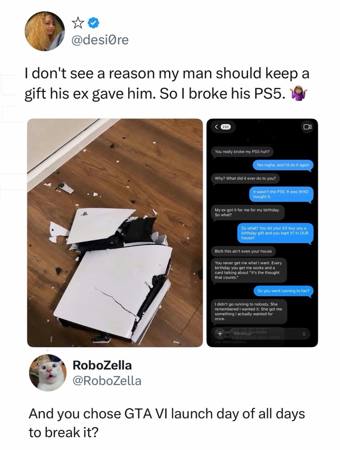 @desi0re
I don't see a reason my man should keep a
gift his ex gave him. So I broke his PS5.
You really broke my PS5 huh?
Yes I did, and I'd do it again
Why? What did it ever do to you?
It wasn't the PS5. It was WHO
bought it.
My ex got it for me for my birthday.
So what?
So what? You let your EX buy you a
birthday gift and you kept it? In OUR
house?
Bitch this ain't even your house
You never get me what I want. Every
birthday you get me socks and a
card talking about "it's the thought
that counts."
So you went running to her?
I didn't going to nobody. She
remembered I wanted it. She got me
something I actually wanted for
once.
RoboZella
@RoboZella
And you chose GTA VI launch day of all days
to break it?